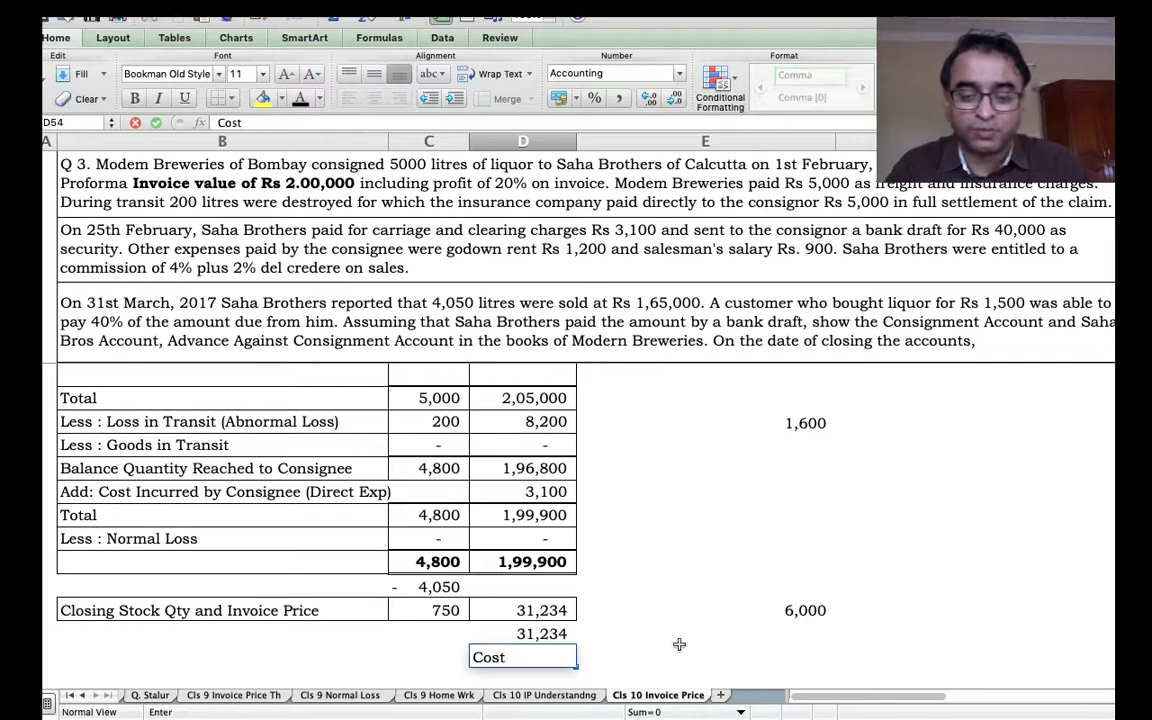 Home Layout Tables Charts SmartArt Formulas Data Review
Edit Font Alignment Number Format
Fill Bookman Old Style 11 A A abc Wrap Text Accounting Conditional Formatting Comma
Clear B I U A Merge % , .00 .00 Comma [0]
D54 fx Cost
A B C D E
Q 3. Modem Breweries of Bombay consigned 5000 litres of liquor to Saha Brothers of Calcutta on 1st February,
Proforma Invoice value of Rs 2.00,000 including profit of 20% on invoice. Modem Breweries paid Rs 5,000 as freight and insurance charges.
During transit 200 litres were destroyed for which the insurance company paid directly to the consignor Rs 5,000 in full settlement of the claim.
On 25th February, Saha Brothers paid for carriage and clearing charges Rs 3,100 and sent to the consignor a bank draft for Rs 40,000 as
security. Other expenses paid by the consignee were godown rent Rs 1,200 and salesman's salary Rs. 900. Saha Brothers were entitled to a
commission of 4% plus 2% del credere on sales.
On 31st March, 2017 Saha Brothers reported that 4,050 litres were sold at Rs 1,65,000. A customer who bought liquor for Rs 1,500 was able to
pay 40% of the amount due from him. Assuming that Saha Brothers paid the amount by a bank draft, show the Consignment Account and Saha
Bros Account, Advance Against Consignment Account in the books of Modern Breweries. On the date of closing the accounts,
Total 5,000 2,05,000
Less : Loss in Transit (Abnormal Loss) 200 8,200 1,600
Less : Goods in Transit - -
Balance Quantity Reached to Consignee 4,800 1,96,800
Add: Cost Incurred by Consignee (Direct Exp) 3,100
Total 4,800 1,99,900
Less : Normal Loss - -
4,800 1,99,900
- 4,050
Closing Stock Qty and Invoice Price 750 31,234 6,000
31,234
Cost
Q. Stalur Cls 9 Invoice Price Th Cls 9 Normal Loss Cls 9 Home Wrk Cls 10 IP Understandng Cls 10 Invoice Price +
Normal View Enter Sum=0